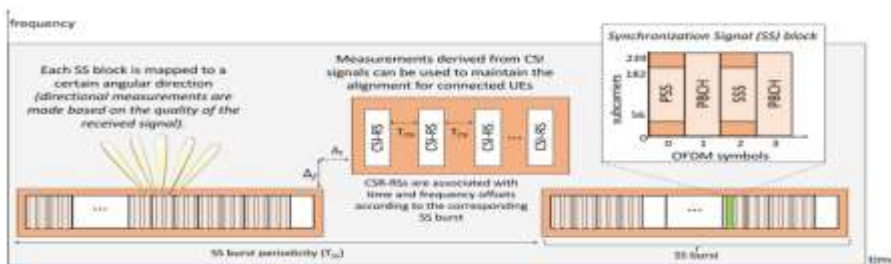 frequency
Synchronization Signal (SS) block
Each SS block is mapped to a
certain angular direction
(directional measurements are
made based on the quality of the
received signal).
Measurements derived from CSI
signals can be used to maintain the
alignment for connected UEs
subcarriers
239
182
56
0
PSS
PBCH
SSS
PBCH
0 1 2 3
OFDM symbols
CSI-RS
CSI-RS
CSI-RS
...
CSI-RS
CSR-RSs are associated with
time and frequency offsets
according to the corresponding
SS burst
...
...
SS burst periodicity (Tss)
SS burst
time